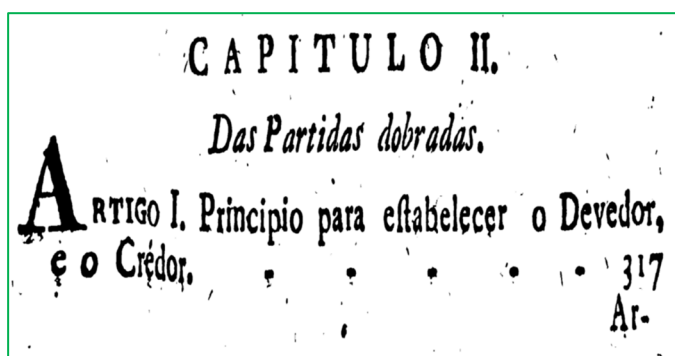 CAPITULO II.
Das Partidas dobradas.
ARTIGO I. Principio para eſtabelecer o Devedor,
e o Crédor. . . . . . 317
Ar-